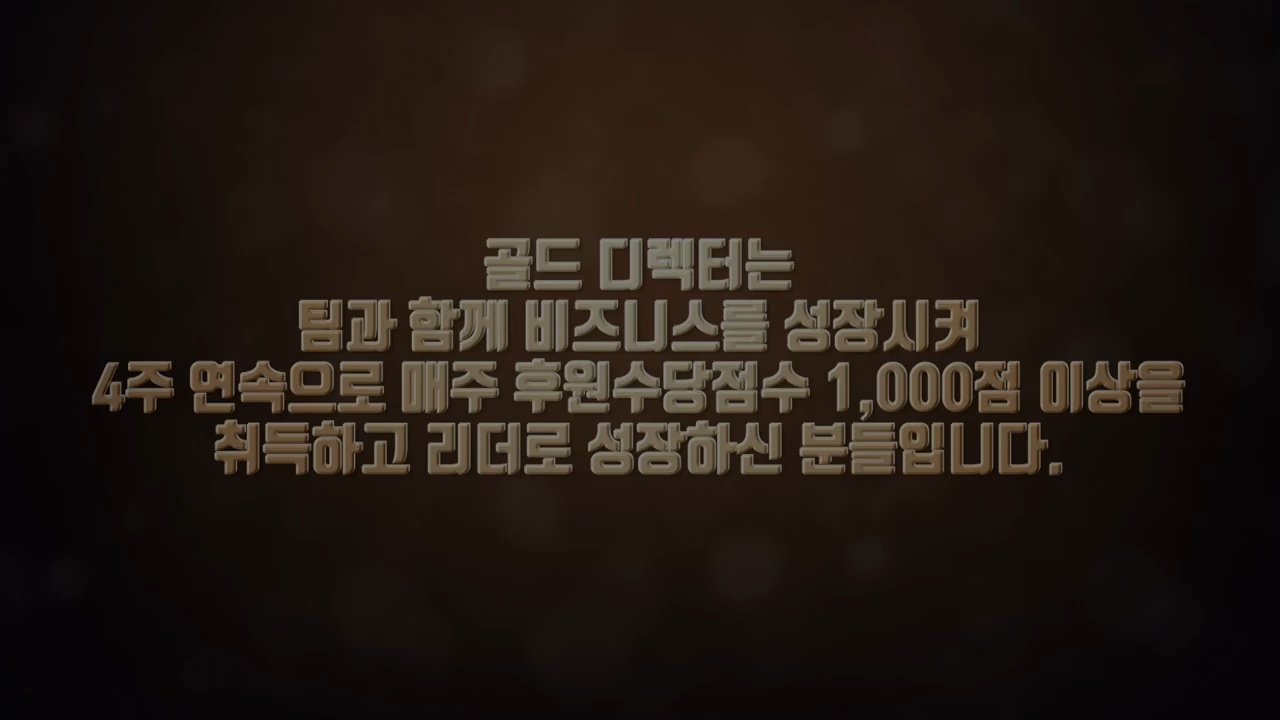 골드 디렉터는
팀과 함께 비즈니스를 성장시켜
4주 연속으로 매주 후원수당점수 1,000점 이상을
취득하고 리더로 성장하신 분들입니다.